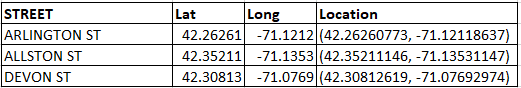 STREET Lat Long Location
ARLINGTON ST 42.26261 -71.1212 (42.26260773, -71.12118637)
ALLSTON ST 42.35211 -71.1353 (42.35211146, -71.13531147)
DEVON ST 42.30813 -71.0769 (42.30812619, -71.07692974)